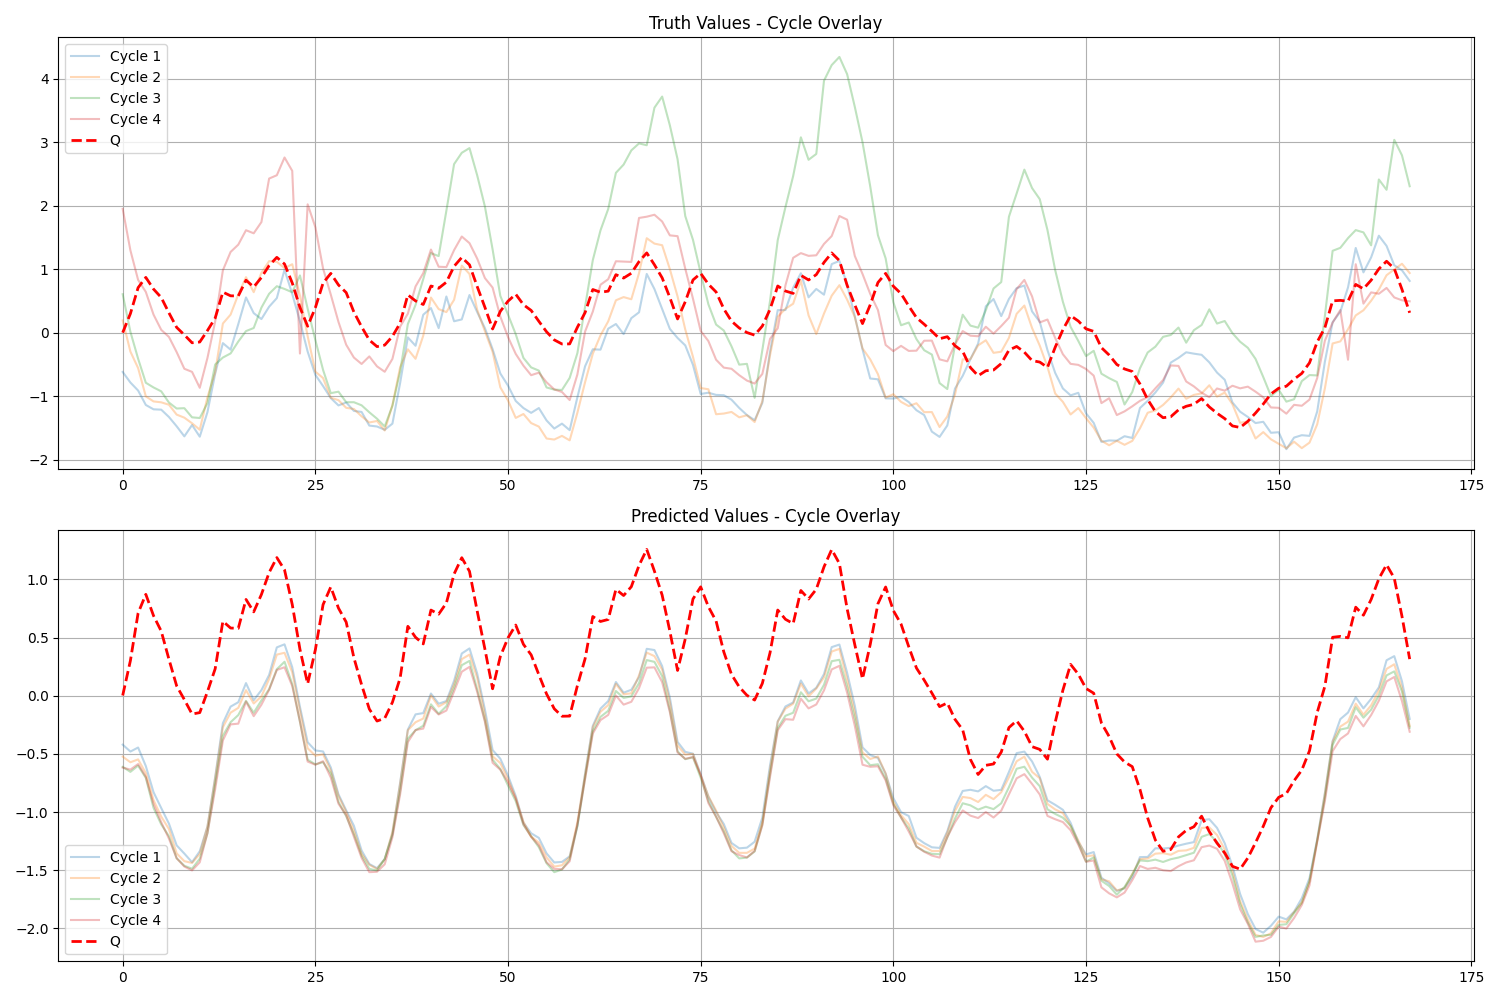 Truth Values - Cycle Overlay
Cycle 1
Cycle 2
Cycle 3
Cycle 4
Q
4
3
2
1
0
−1
−2
0 25 50 75 100 125 150 175
Predicted Values - Cycle Overlay
1.0
0.5
0.0
−0.5
−1.0
−1.5
−2.0
Cycle 1
Cycle 2
Cycle 3
Cycle 4
Q
0 25 50 75 100 125 150 175